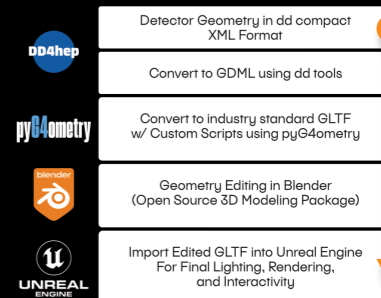 DD4hep
Detector Geometry in dd compact
XML Format
Convert to GDML using dd tools
pyG4ometry
Convert to industry standard GLTF
w/ Custom Scripts using pyG4ometry
blender
Geometry Editing in Blender
(Open Source 3D Modeling Package)
UNREAL
ENGINE
Import Edited GLTF into Unreal Engine
For Final Lighting, Rendering,
and Interactivity